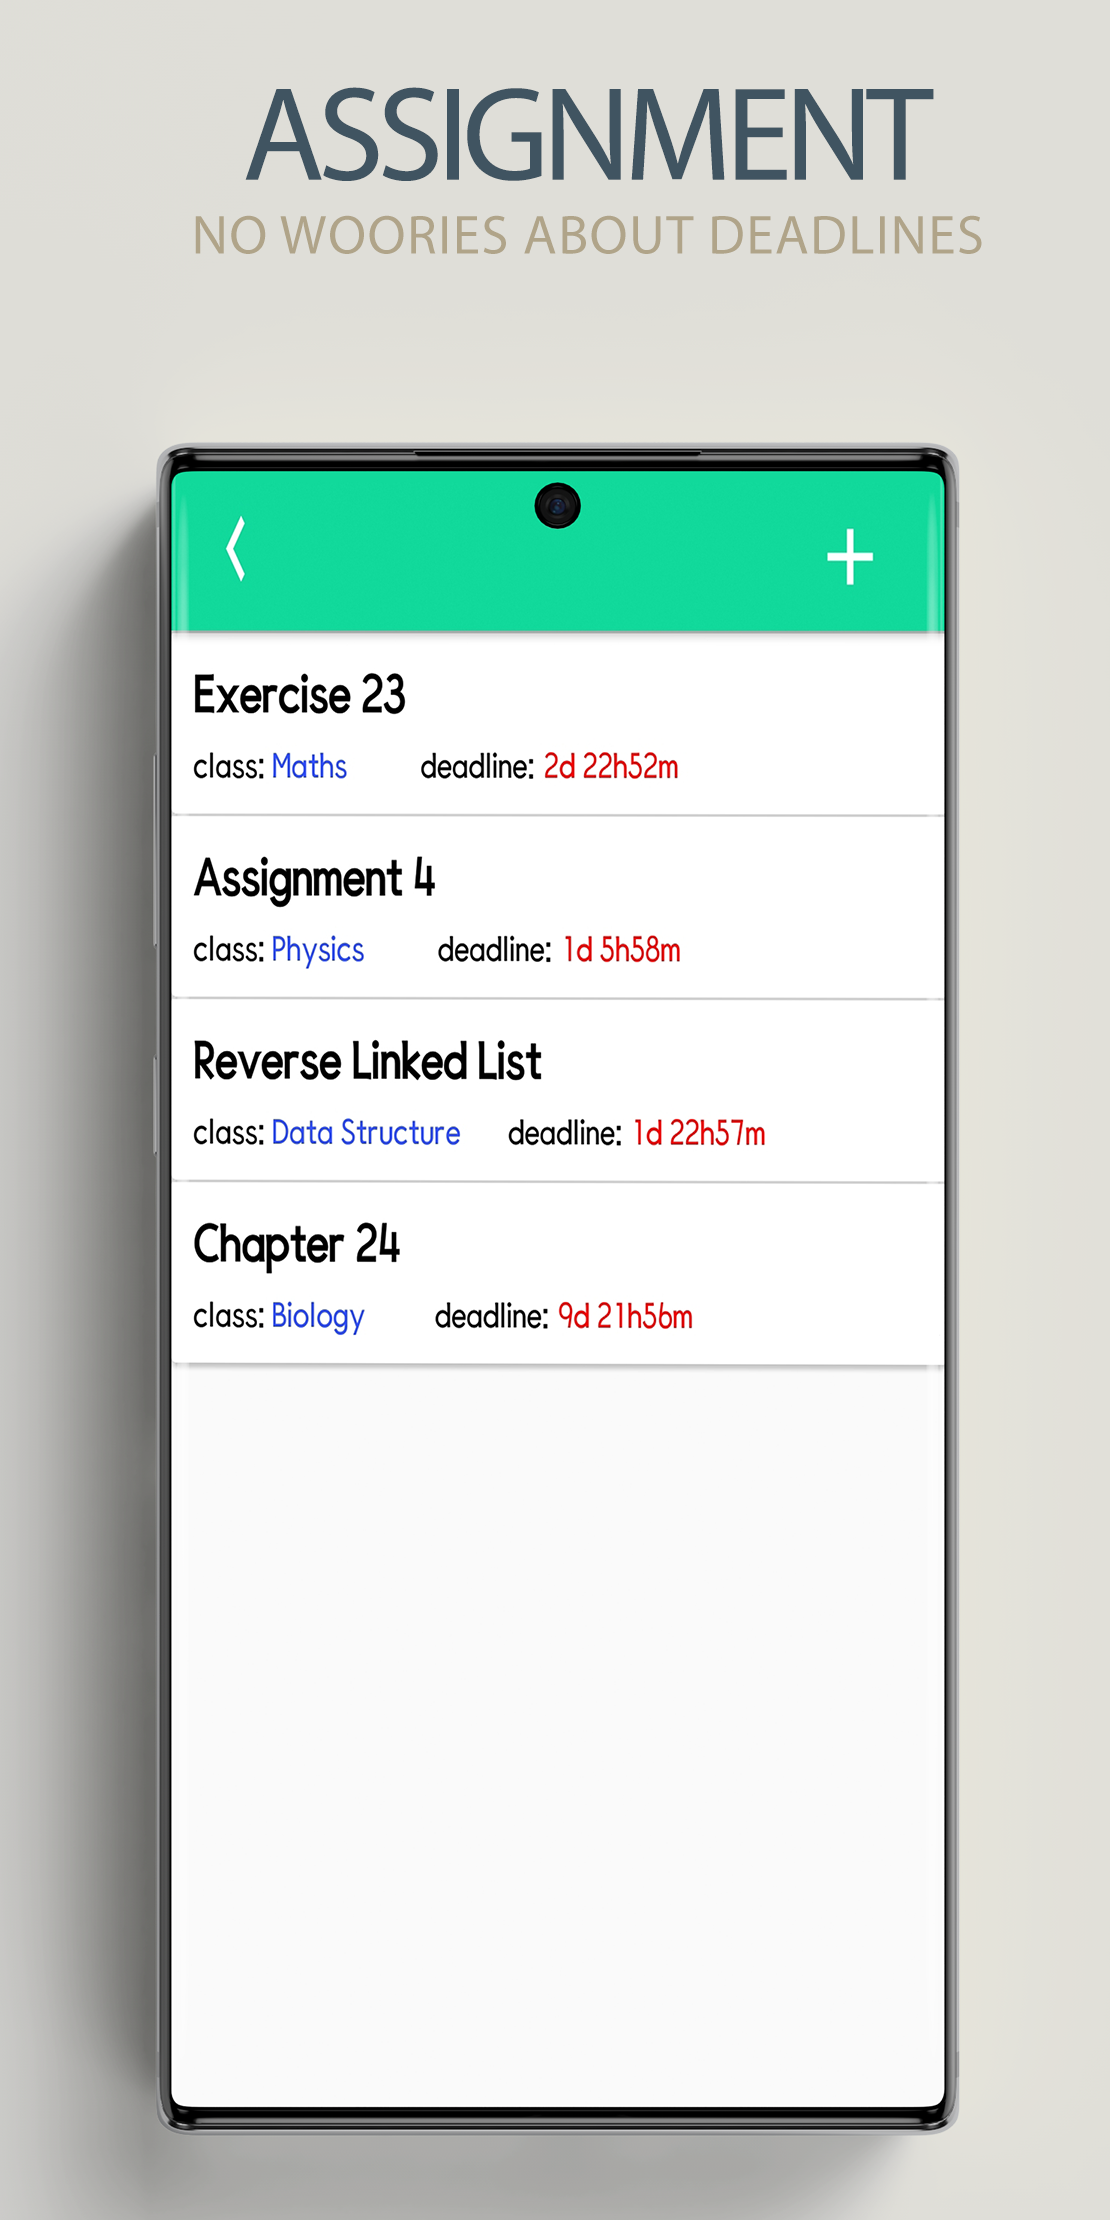 ASSIGNMENT
NO WOORIES ABOUT DEADLINES
Exercise 23
class: Maths deadline: 2d 22h52m
Assignment 4
class: Physics deadline: 1d 5h58m
Reverse Linked List
class: Data Structure deadline: 1d 22h57m
Chapter 24
class: Biology deadline: 9d 21h56m